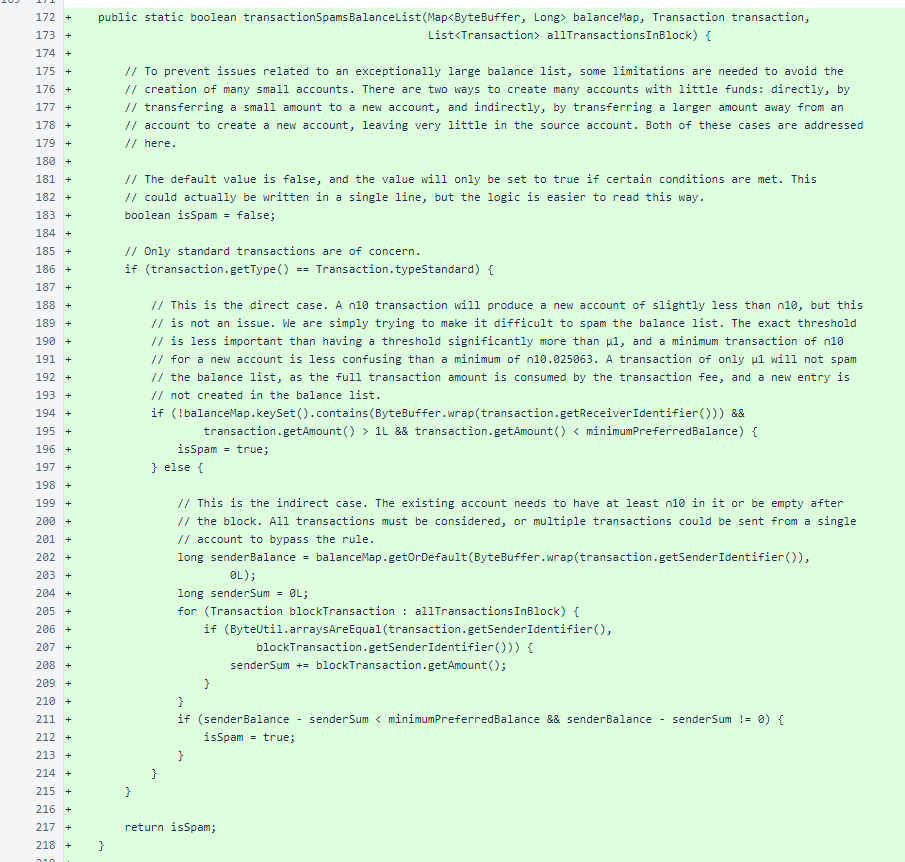 172 + public static boolean transactionSpamsBalanceList(Map<ByteBuffer, Long> balanceMap, Transaction transaction,
173 + List<Transaction> allTransactionsInBlock) {
174 +
175 + // To prevent issues related to an exceptionally large balance list, some limitations are needed to avoid the
176 + // creation of many small accounts. There are two ways to create many accounts with little funds: directly, by
177 + // transferring a small amount to a new account, and indirectly, by transferring a larger amount away from an
178 + // account to create a new account, leaving very little in the source account. Both of these cases are addressed
179 + // here.
180 +
181 + // The default value is false, and the value will only be set to true if certain conditions are met. This
182 + // could actually be written in a single line, but the logic is easier to read this way.
183 + boolean isSpam = false;
184 +
185 + // Only standard transactions are of concern.
186 + if (transaction.getType() == Transaction.typeStandard) {
187 +
188 + // This is the direct case. A ∩10 transaction will produce a new account of slightly less than ∩10, but this
189 + // is not an issue. We are simply trying to make it difficult to spam the balance list. The exact threshold
190 + // is less important than having a threshold significantly more than µ1, and a minimum transaction of ∩10
191 + // for a new account is less confusing than a minimum of ∩10.025063. A transaction of only µ1 will not spam
192 + // the balance list, as the full transaction amount is consumed by the transaction fee, and a new entry is
193 + // not created in the balance list.
194 + if (!balanceMap.keySet().contains(ByteBuffer.wrap(transaction.getReceiverIdentifier())) &&
195 + transaction.getAmount() > 1L && transaction.getAmount() < minimumPreferredBalance) {
196 + isSpam = true;
197 + } else {
198 +
199 + // This is the indirect case. The existing account needs to have at least ∩10 in it or be empty after
200 + // the block. All transactions must be considered, or multiple transactions could be sent from a single
201 + // account to bypass the rule.
202 + long senderBalance = balanceMap.getOrDefault(ByteBuffer.wrap(transaction.getSenderIdentifier()),
203 + 0L);
204 + long senderSum = 0L;
205 + for (Transaction blockTransaction : allTransactionsInBlock) {
206 + if (ByteUtil.arraysAreEqual(transaction.getSenderIdentifier(),
207 + blockTransaction.getSenderIdentifier())) {
208 + senderSum += blockTransaction.getAmount();
209 + }
210 + }
211 + if (senderBalance - senderSum < minimumPreferredBalance && senderBalance - senderSum != 0) {
212 + isSpam = true;
213 + }
214 + }
215 + }
216 +
217 + return isSpam;
218 + }